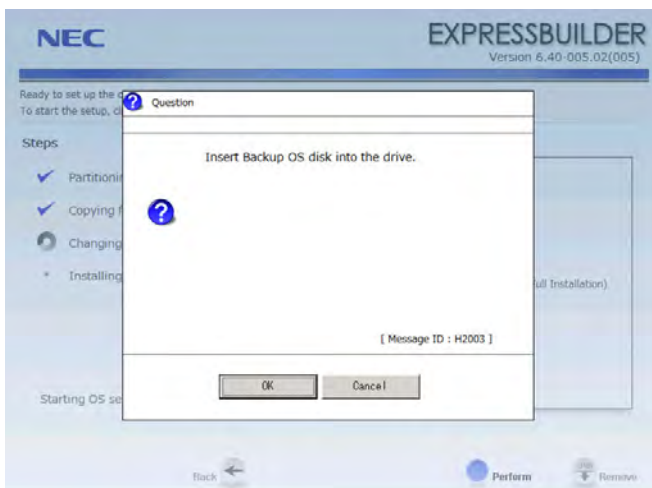 NEC
EXPRESSBUILDER
Version 6.40-005.02(005)
Ready to set up the
To start the setup,
Question
Steps
Insert Backup OS disk into the drive.
Copying
Changing
Installing
ull Installation)
[ Message ID : H2003 ]
OK
Cancel
Starting OS se
Back
Perform
Remove